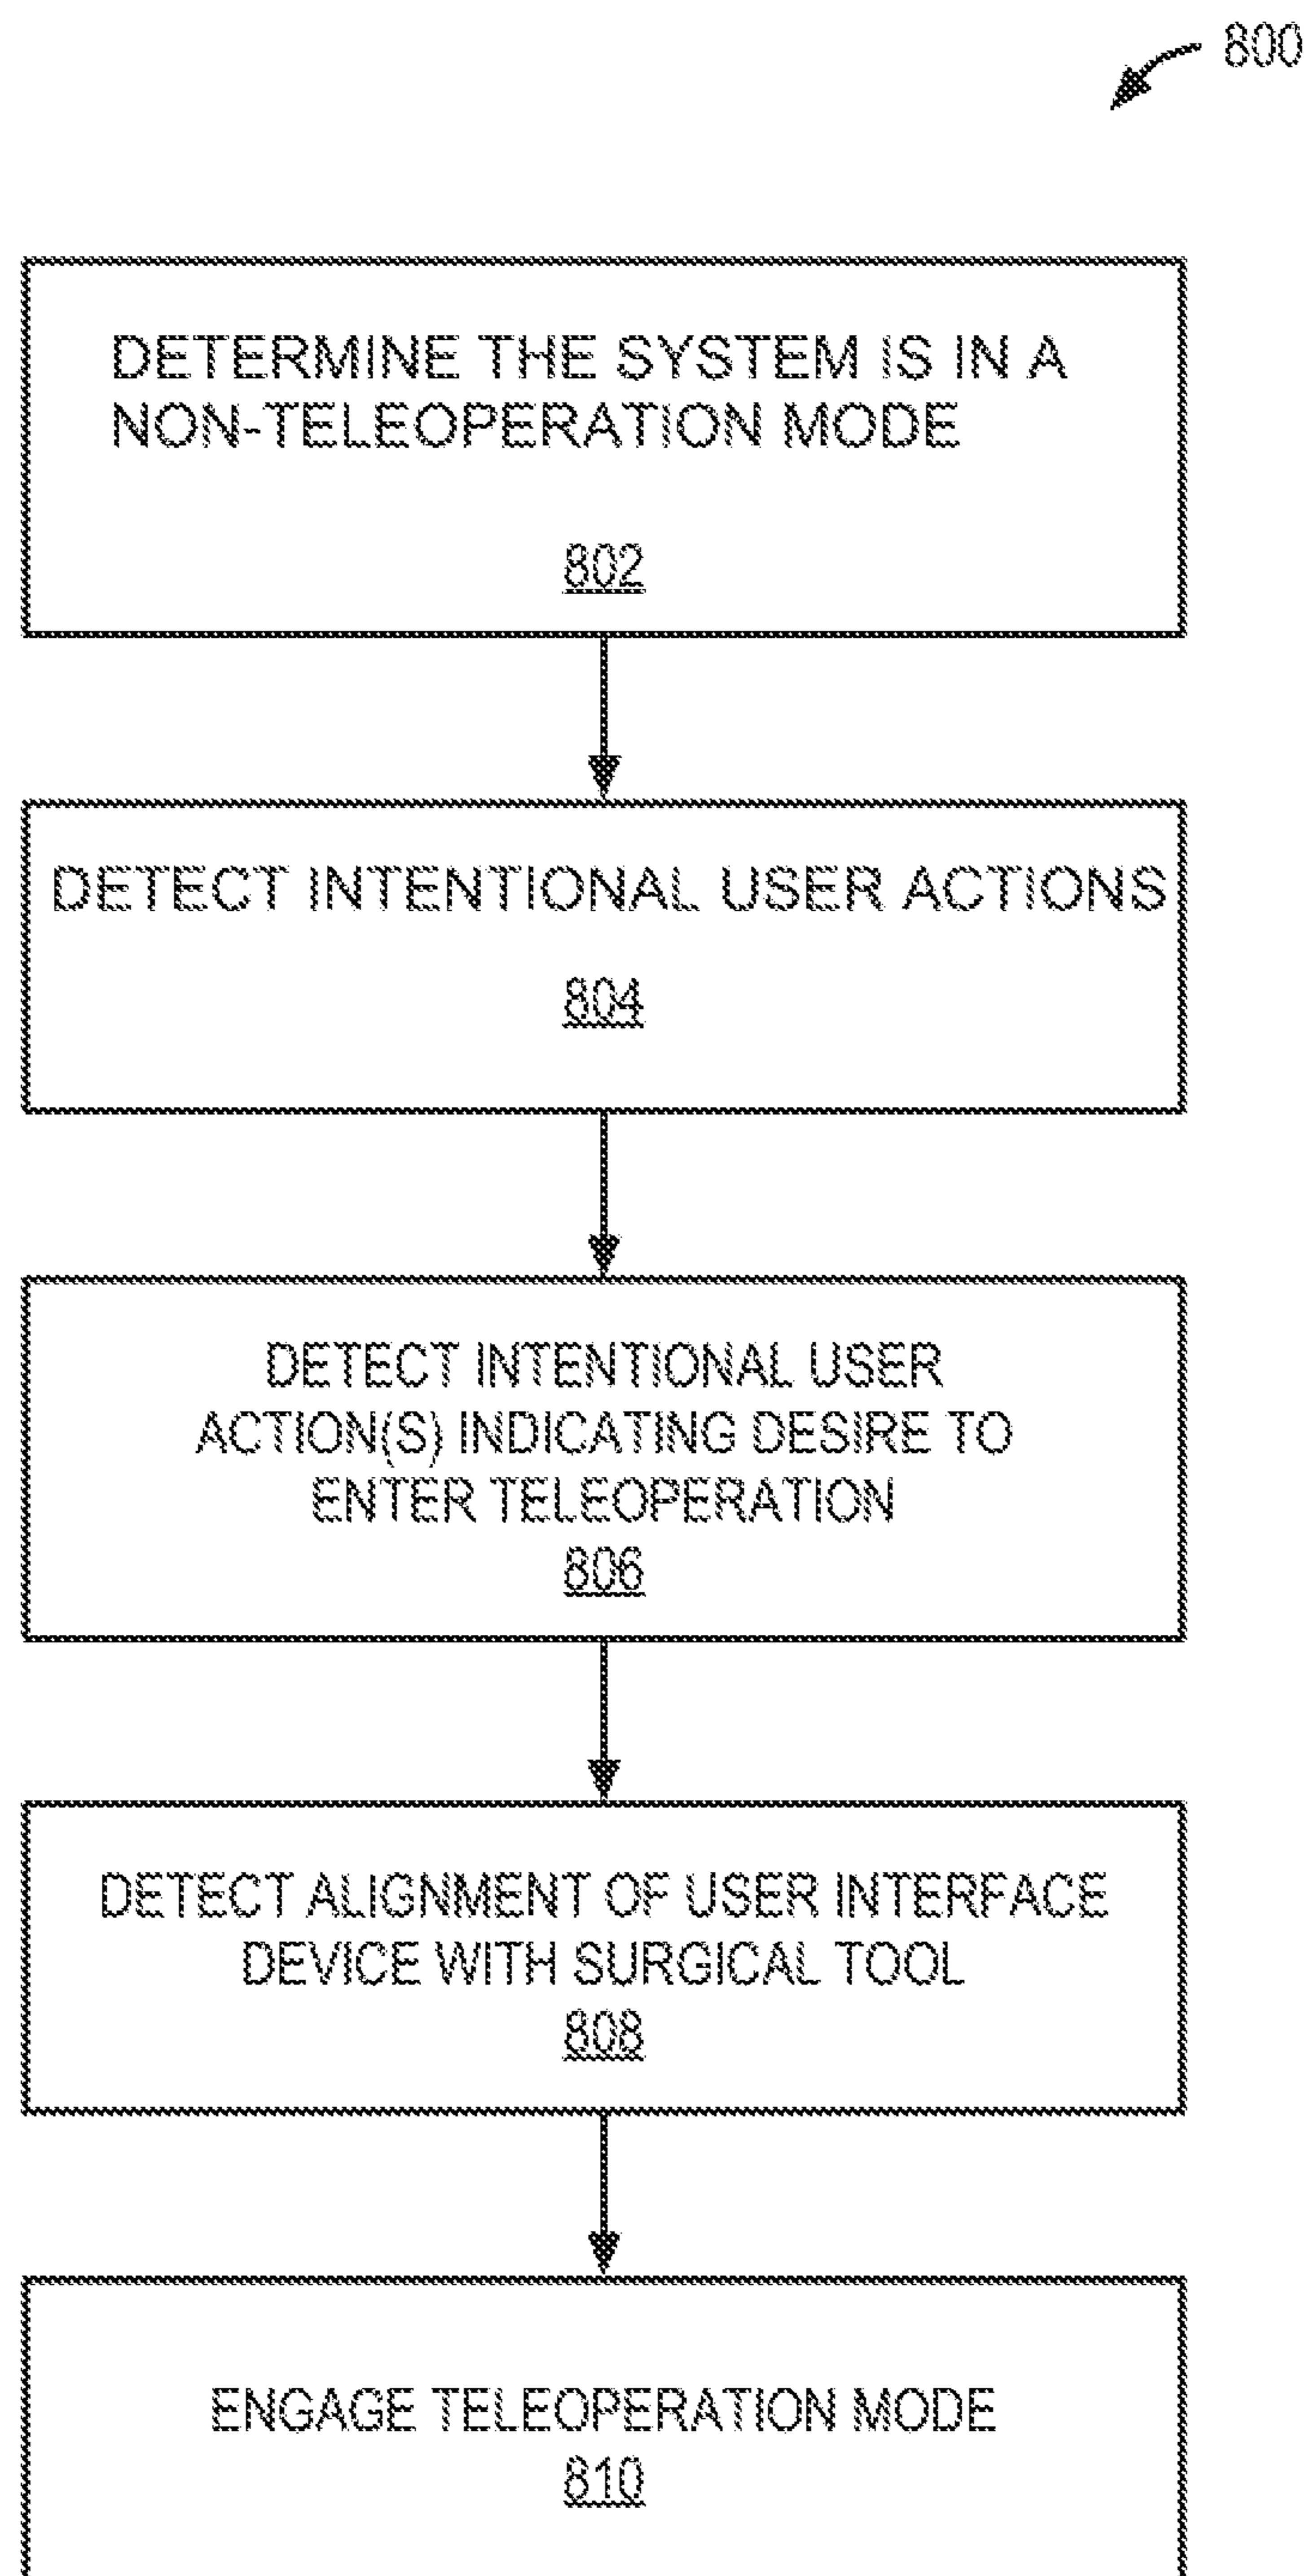 800
DETERMINE THE SYSTEM IS IN A
NON-TELEOPERATION MODE
802
DETECT INTENTIONAL USER ACTIONS
804
DETECT INTENTIONAL USER
ACTION(S) INDICATING DESIRE TO
ENTER TELEOPERATION
806
DETECT ALIGNMENT OF USER INTERFACE
DEVICE WITH SURGICAL TOOL
808
ENGAGE TELEOPERATION MODE
810